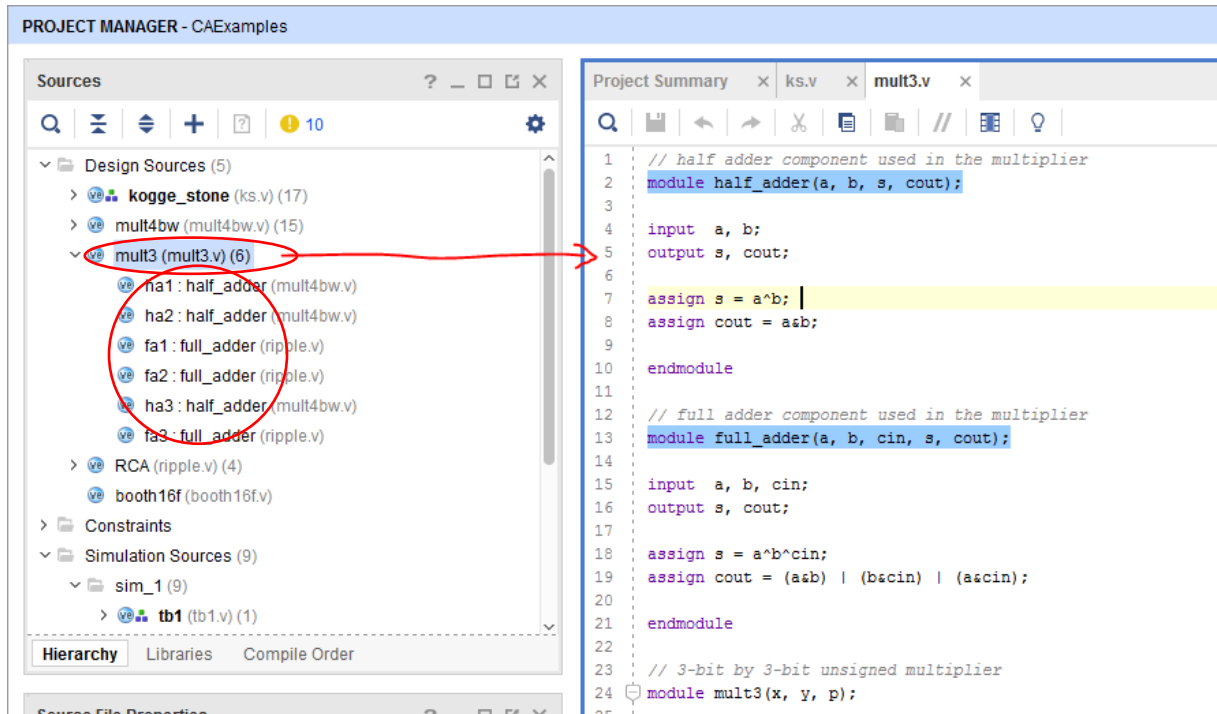 PROJECT MANAGER - CAExamples
Sources
? _
10
Design Sources (5)
kogge_stone (ks.v) (17)
mult4bw (mult4bw.v) (15)
mult3 (mult3.v) (6)
ha1 : half_adder (mult4bw.v)
ha2 : half_adder (mult4bw.v)
fa1 : full_adder (ripple.v)
fa2 : full_adder (ripple.v)
ha3 : half_adder (mult4bw.v)
fa3 : full_adder (ripple.v)
RCA (ripple.v) (4)
booth16f (booth16f.v)
Constraints
Simulation Sources (9)
sim_1 (9)
tb1 (tb1.v) (1)
Hierarchy Libraries Compile Order
Source File Properties
Project Summary ks.v mult3.v
//
1 // half adder component used in the multiplier
2 module half_adder(a, b, s, cout);
3
4 input  a, b;
5 output s, cout;
6
7 assign s = a^b;
8 assign cout = a&b;
9
10 endmodule
11
12 // full adder component used in the multiplier
13 module full_adder(a, b, cin, s, cout);
14
15 input  a, b, cin;
16 output s, cout;
17
18 assign s = a^b^cin;
19 assign cout = (a&b) | (b&cin) | (a&cin);
20
21 endmodule
22
23 // 3-bit by 3-bit unsigned multiplier
24 module mult3(x, y, p);